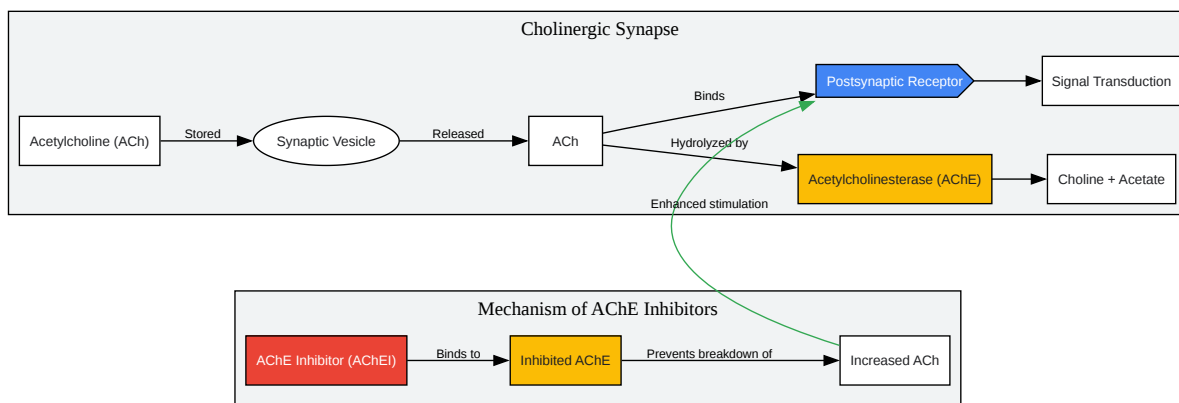 Cholinergic Synapse
Acetylcholine (ACh)
Stored
Synaptic Vesicle
Released
ACh
Binds
Postsynaptic Receptor
Signal Transduction
Hydrolyzed by
Acetylcholinesterase (AChE)
Choline + Acetate
Enhanced stimulation
Mechanism of AChE Inhibitors
AChE Inhibitor (AChEI)
Binds to
Inhibited AChE
Prevents breakdown of
Increased ACh